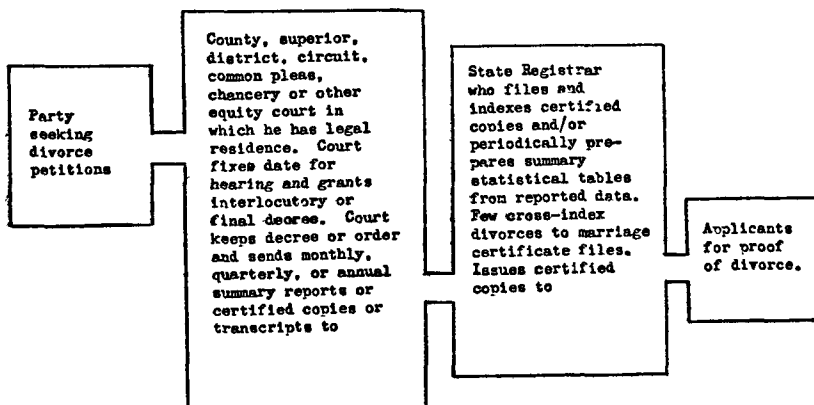 Party
seeking
divorce
petitions
County, superior,
district, circuit,
common pleas,
chancery or other
equity court in
which he has legal
residence. Court
fixes date for
hearing and grants
interlocutory or
final decree. Court
keeps decree or order
and sends monthly,
quarterly, or annual
summary reports or
certified copies or
transcripts to
State Registrar
who files and
indexes certified
copies and/or
periodically pre-
pares summary
statistical tables
from reported data.
Few cross-index
divorces to marriage
certificate files.
Issues certified
copies to
Applicants
for proof
of divorce.